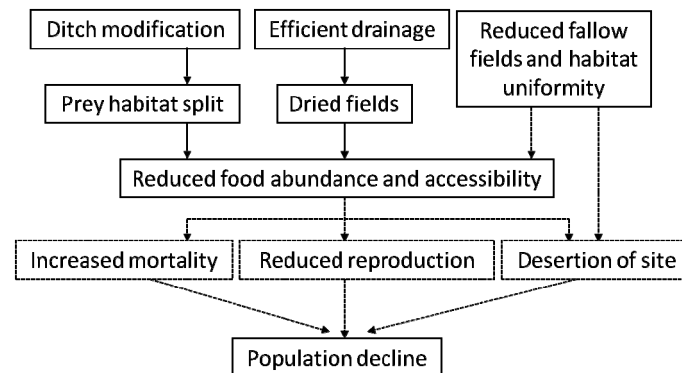 Ditch modification
Efficient drainage
Reduced fallow
fields and habitat
uniformity
Prey habitat split
Dried fields
Reduced food abundance and accessibility
Increased mortality
Reduced reproduction
Desertion of site
Population decline